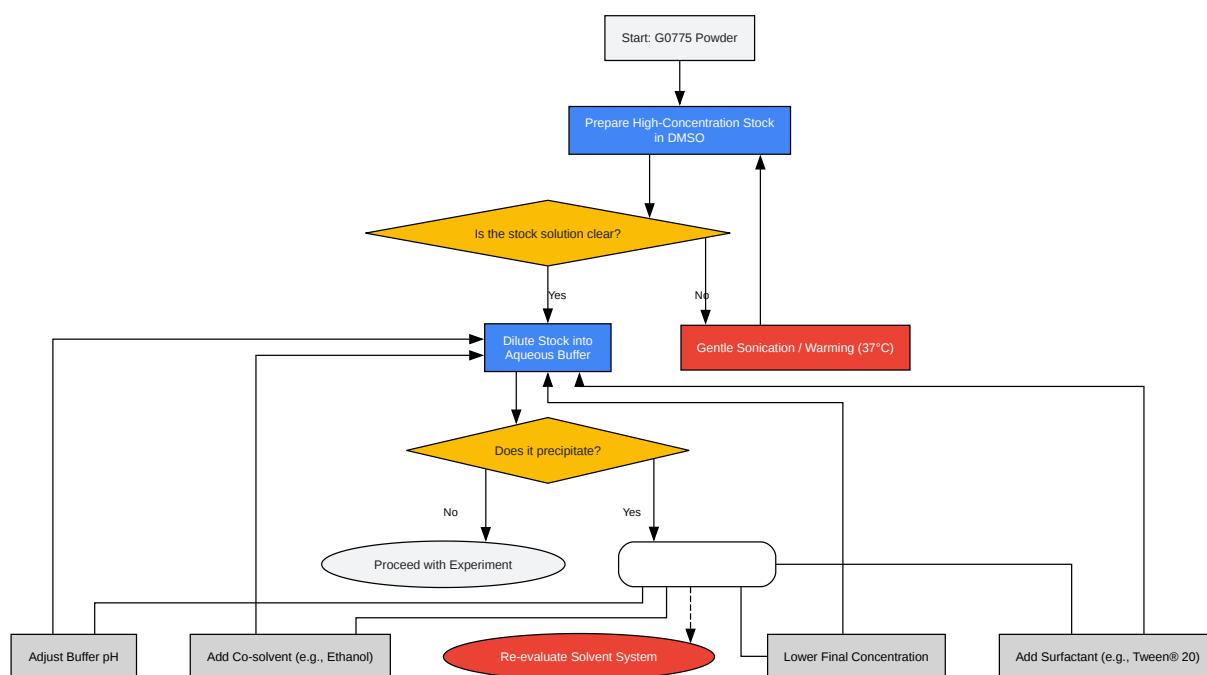 Start: G0775 Powder
Prepare High-Concentration Stock
in DMSO
Is the stock solution clear?
Yes
No
Dilute Stock into
Aqueous Buffer
Gentle Sonication / Warming (37°C)
Does it precipitate?
No
Yes
Proceed with Experiment
Adjust Buffer pH
Add Co-solvent (e.g., Ethanol)
Re-evaluate Solvent System
Lower Final Concentration
Add Surfactant (e.g., Tween® 20)